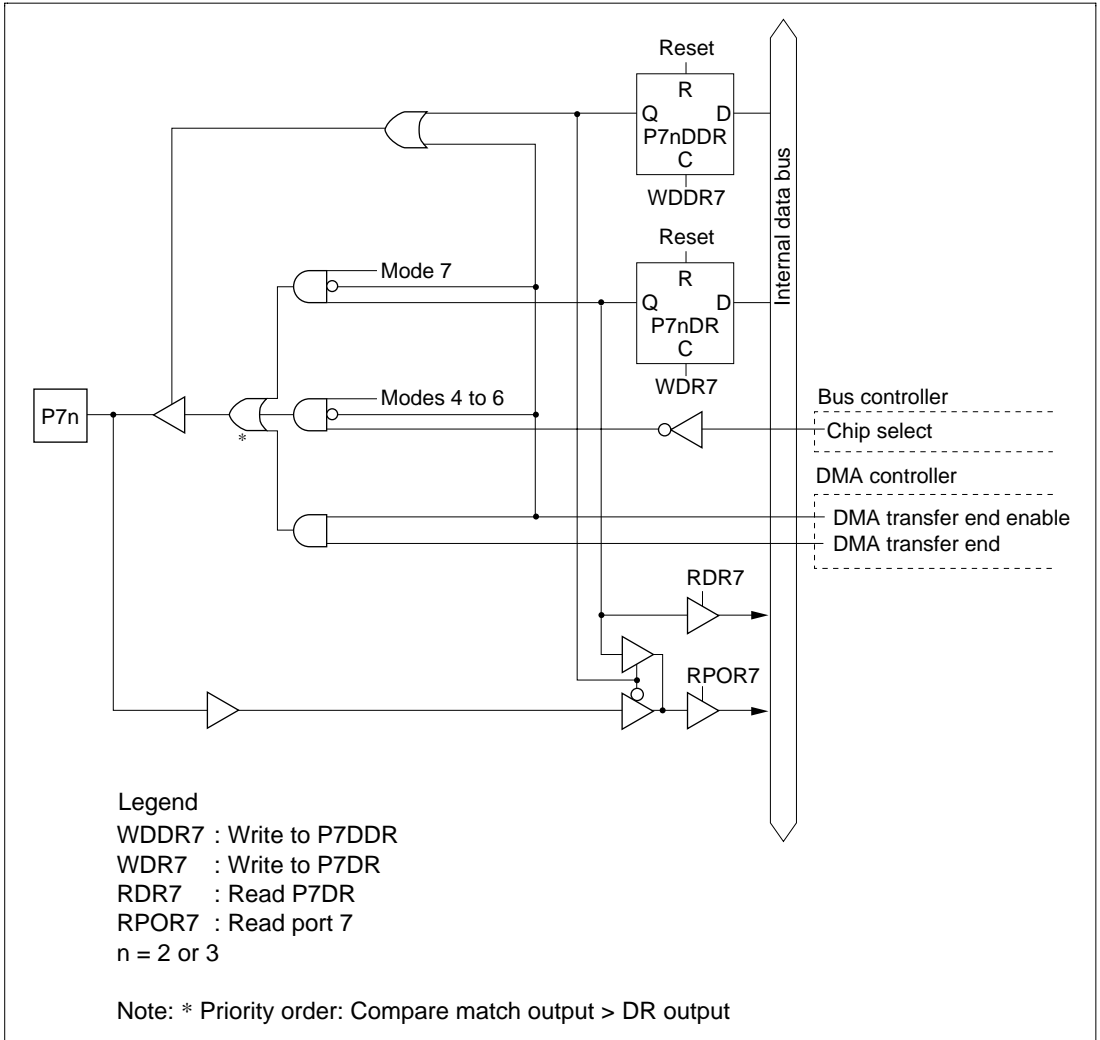 Reset
R
Q D
P7nDDR
C
WDDR7
Internal data bus
Reset
Mode 7
R
Q D
P7nDR
C
WDR7
Modes 4 to 6
P7n
*
Bus controller
Chip select
DMA controller
DMA transfer end enable
DMA transfer end
RDR7
RPOR7
Legend
WDDR7 : Write to P7DDR
WDR7 : Write to P7DR
RDR7 : Read P7DR
RPOR7 : Read port 7
n = 2 or 3
Note: * Priority order: Compare match output > DR output